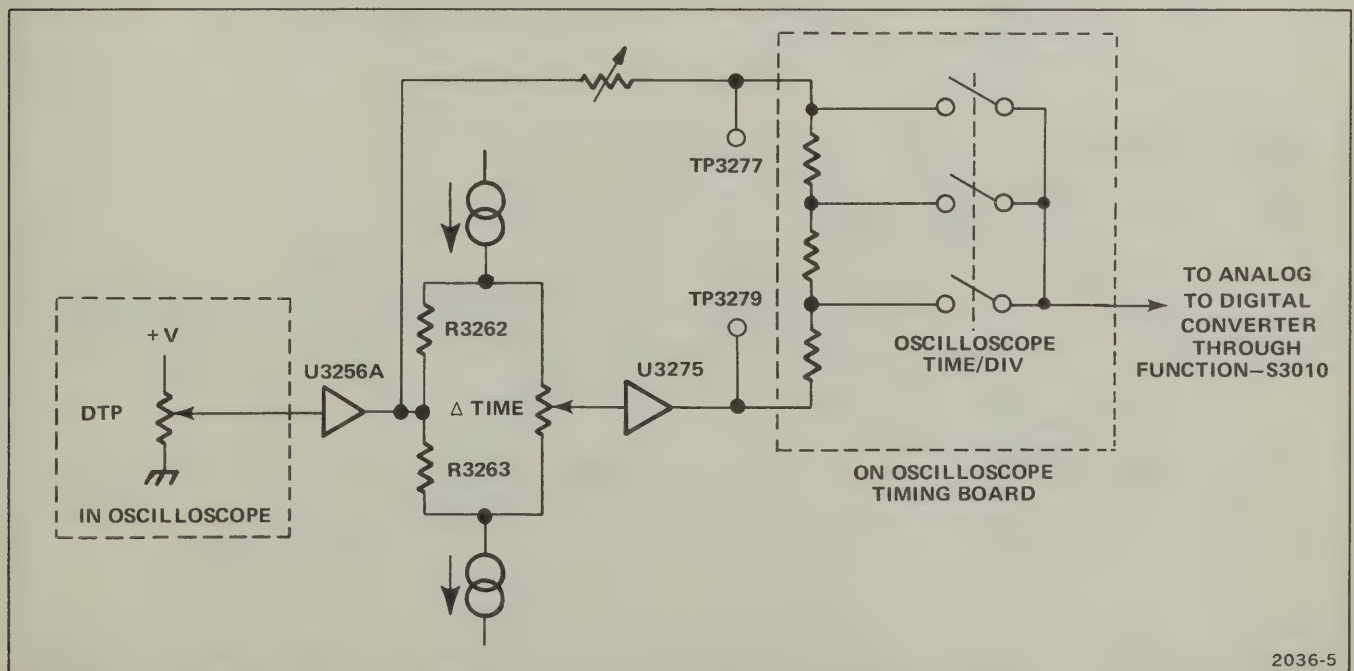 TP3277
R3262
TP3279
+ V
U3256A
U3275
DTP
Δ TIME
R3263
IN OSCILLOSCOPE
OSCILLOSCOPE
TIME/DIV
ON OSCILLOSCOPE
TIMING BOARD
TO ANALOG
TO DIGITAL
CONVERTER
THROUGH
FUNCTION–S3010
2036-5